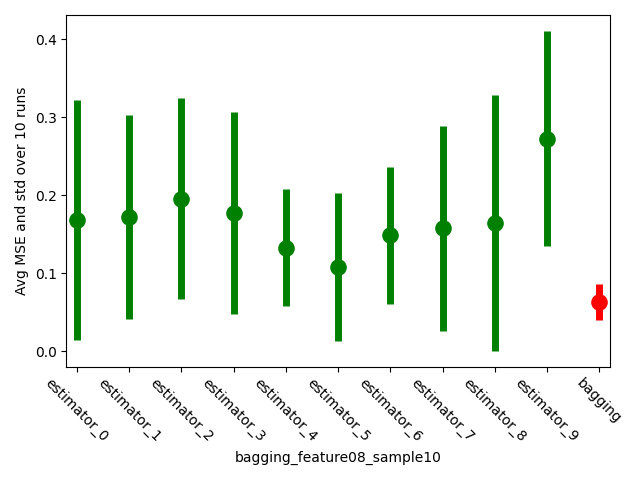 Avg MSE and std over 10 runs
0.4
0.3
0.2
0.1
0.0
estimator_0
estimator_1
estimator_2
estimator_3
estimator_4
estimator_5
estimator_6
estimator_7
estimator_8
estimator_9
bagging
bagging_feature08_sample10